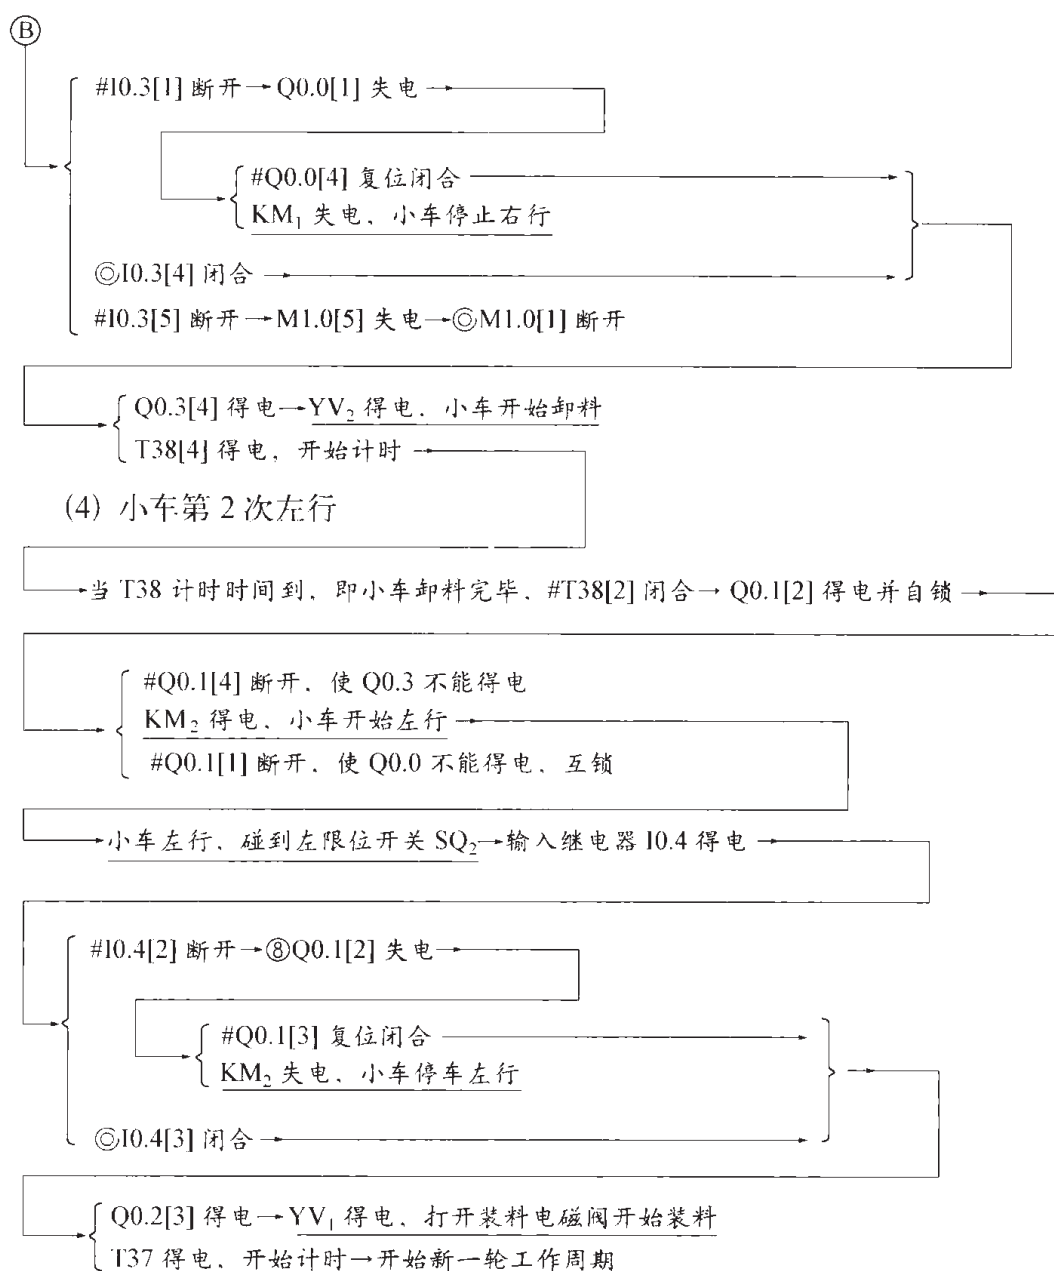 Ⓑ
#I0.3[1] 断开→Q0.0[1] 失电→
#Q0.0[4] 复位闭合
KM₁ 失电、小车停止右行
◎I0.3[4] 闭合
#I0.3[5] 断开→M1.0[5] 失电→◎M1.0[1] 断开
Q0.3[4] 得电→YV₂ 得电、小车开始卸料
T38[4] 得电、开始计时
(4) 小车第 2 次左行
当 T38 计时时间到、即小车卸料完毕、#T38[2] 闭合→ Q0.1[2] 得电并自锁
#Q0.1[4] 断开、使 Q0.3 不能得电
KM₂ 得电、小车开始左行
#Q0.1[1] 断开、使 Q0.0 不能得电、互锁
小车左行、碰到左限位开关 SQ₂→输入继电器 I0.4 得电
#I0.4[2] 断开→⑧Q0.1[2] 失电
#Q0.1[3] 复位闭合
KM₂ 失电、小车停车左行
◎I0.4[3] 闭合
Q0.2[3] 得电→YV₁ 得电、打开装料电磁阀开始装料
T37 得电、开始计时→开始新一轮工作周期